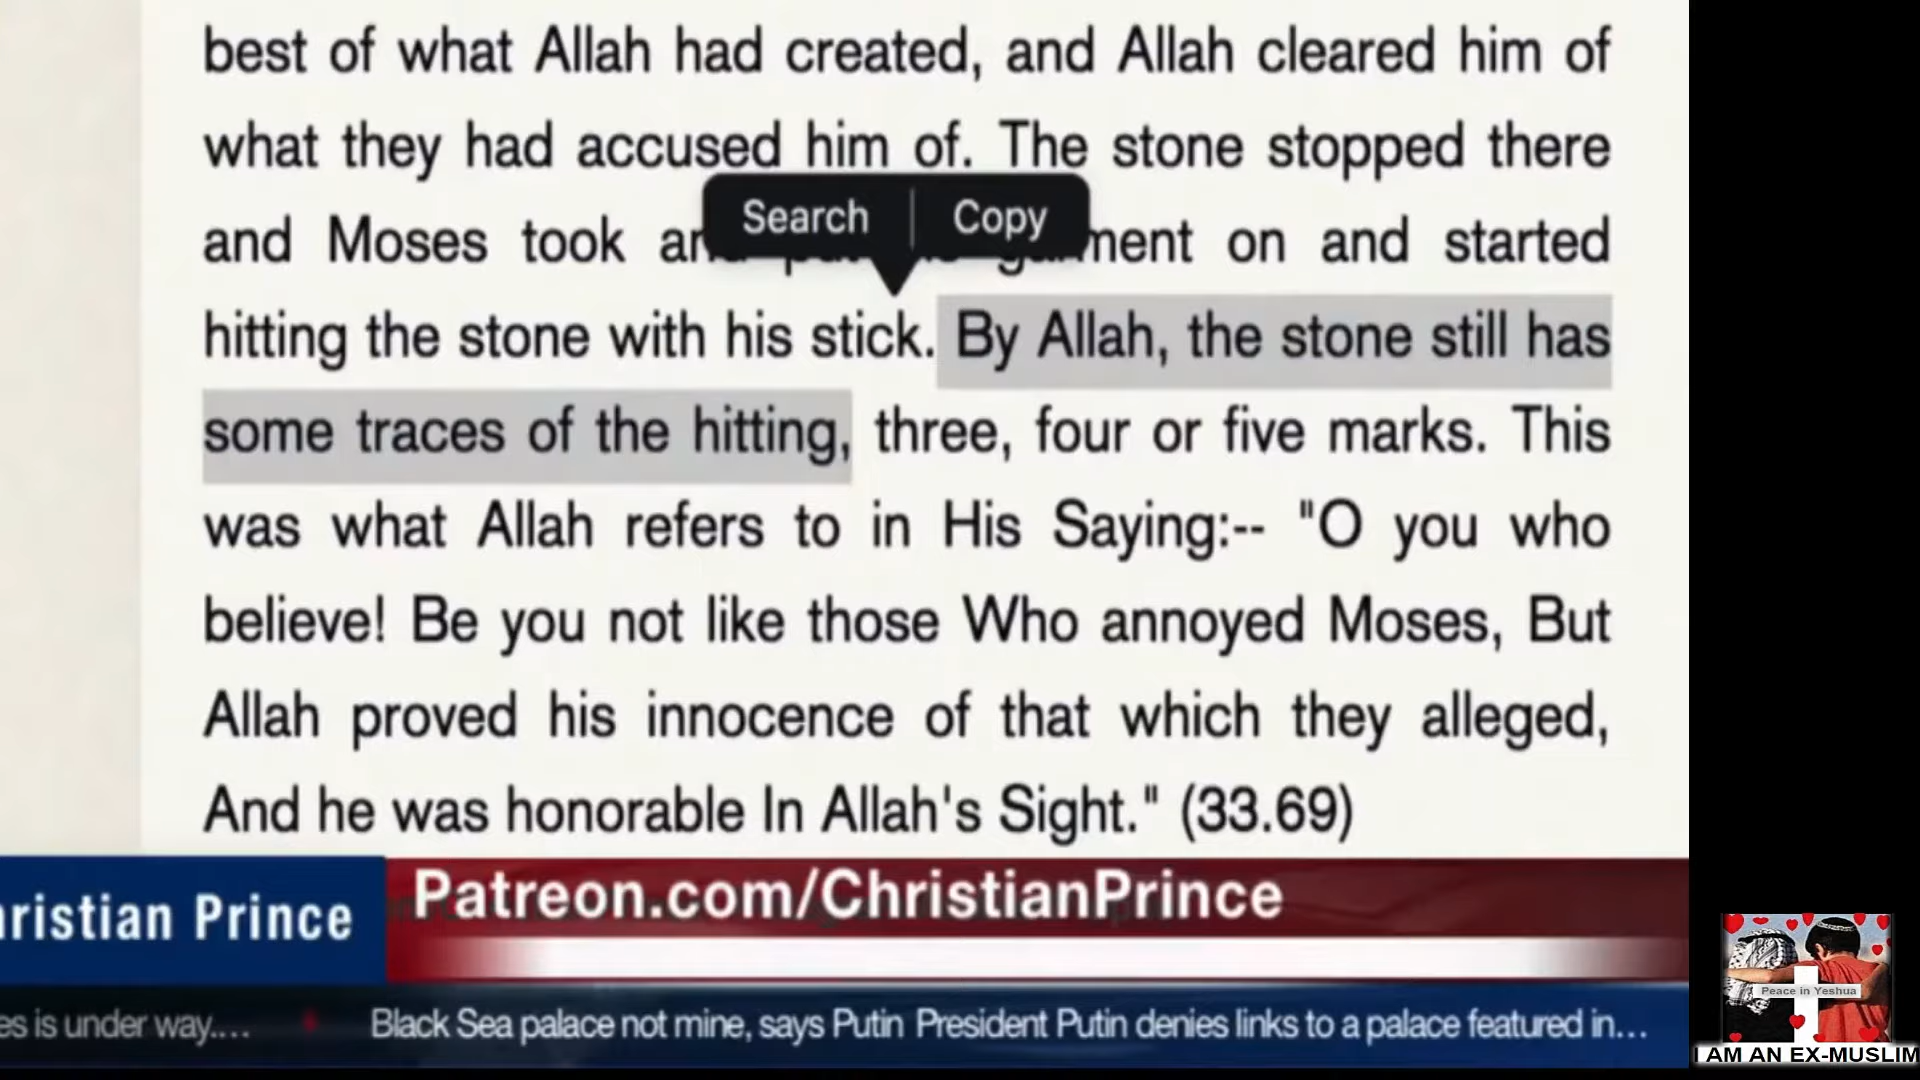 best of what Allah had created, and Allah cleared him of
what they had accused him of. The stone stopped there
Search | Copy
and Moses took and put his garment on and started
hitting the stone with his stick. By Allah, the stone still has
some traces of the hitting, three, four or five marks. This
was what Allah refers to in His Saying:-- "O you who
believe! Be you not like those Who annoyed Moses, But
Allah proved his innocence of that which they alleged,
And he was honorable In Allah's Sight." (33.69)
hristian Prince
Patreon.com/ChristianPrince
es is under way.... Black Sea palace not mine, says Putin President Putin denies links to a palace featured in...
Peace in Yeshua
I AM AN EX-MUSLIM